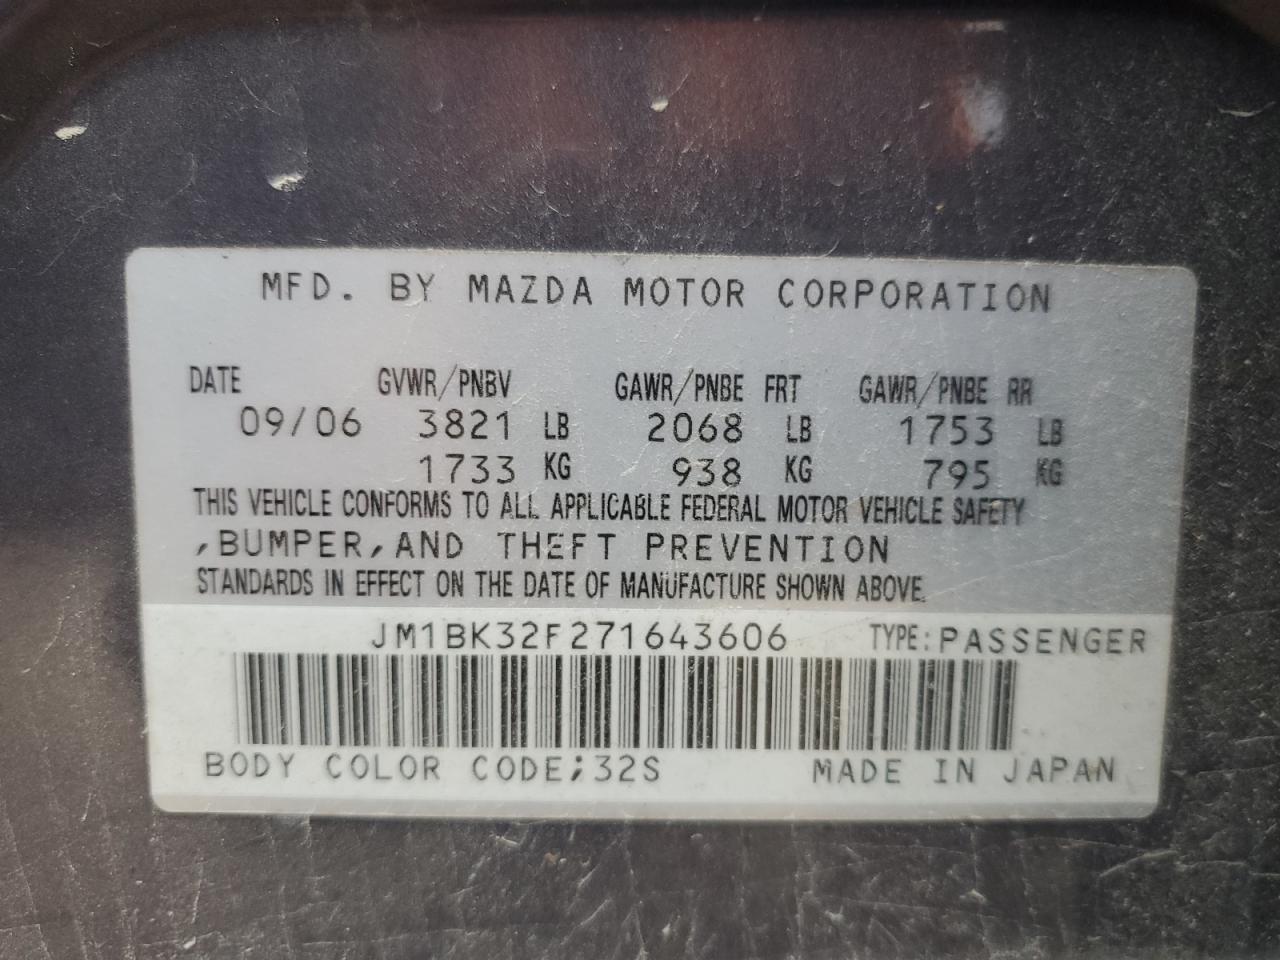 MFD. BY MAZDA MOTOR CORPORATION
DATE GVWR/PNBV GAWR/PNBE FRT GAWR/PNBE RR
09/06 3821 LB 2068 LB 1753 LB
1733 KG 938 KG 795 KG
THIS VEHICLE CONFORMS TO ALL APPLICABLE FEDERAL MOTOR VEHICLE SAFETY
,BUMPER,AND THEFT PREVENTION
STANDARDS IN EFFECT ON THE DATE OF MANUFACTURE SHOWN ABOVE.
JM1BK32F271643606 TYPE:PASSENGER
BODY COLOR CODE;32S MADE IN JAPAN